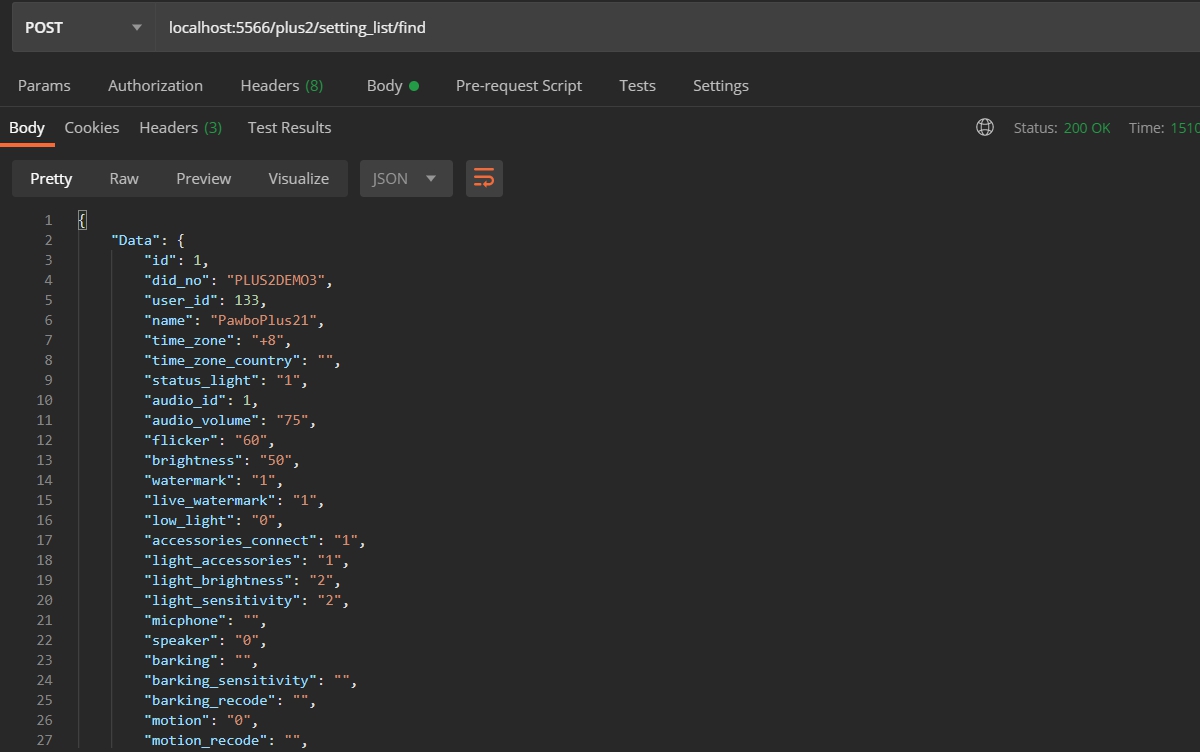 POST localhost:5566/plus2/setting_list/find
Params Authorization Headers (8) Body Pre-request Script Tests Settings
Body Cookies Headers (3) Test Results Status: 200 OK Time: 1510
Pretty Raw Preview Visualize JSON
1 {
2 "Data": {
3 "id": 1,
4 "did_no": "PLUS2DEMO3",
5 "user_id": 133,
6 "name": "PawboPlus21",
7 "time_zone": "+8",
8 "time_zone_country": "",
9 "status_light": "1",
10 "audio_id": 1,
11 "audio_volume": "75",
12 "flicker": "60",
13 "brightness": "50",
14 "watermark": "1",
15 "live_watermark": "1",
16 "low_light": "0",
17 "accessories_connect": "1",
18 "light_accessories": "1",
19 "light_brightness": "2",
20 "light_sensitivity": "2",
21 "micphone": "",
22 "speaker": "0",
23 "barking": "",
24 "barking_sensitivity": "",
25 "barking_recode": "",
26 "motion": "0",
27 "motion_recode": "",